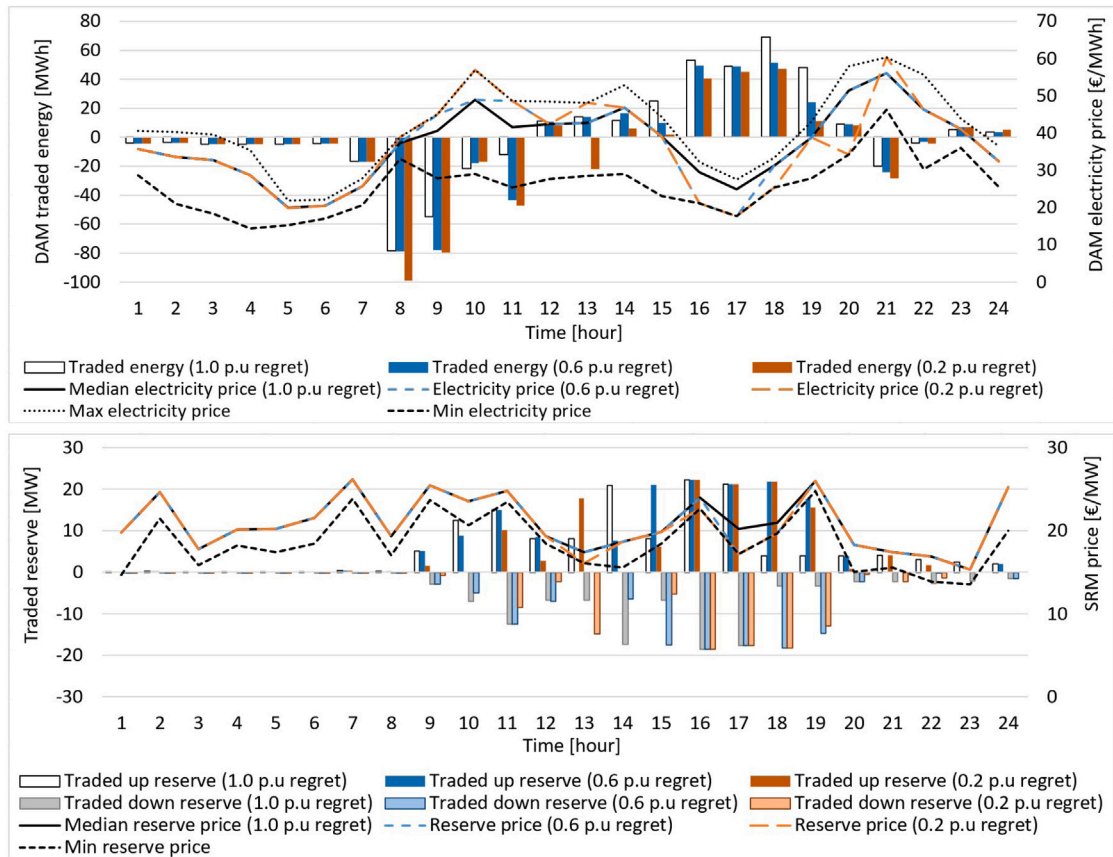 80 70
60 60
40 50
20
0 40
-20 30
-40
-60 20
-80 10
-100 0
DAM traded energy [MWh]
DAM electricity price [€/MWh]
1 2 3 4 5 6 7 8 9 10 11 12 13 14 15 16 17 18 19 20 21 22 23 24
Time [hour]
Traded energy (1.0 p.u regret) Traded energy (0.6 p.u regret) Traded energy (0.2 p.u regret)
Median electricity price (1.0 p.u regret) Electricity price (0.6 p.u regret) Electricity price (0.2 p.u regret)
Max electricity price Min electricity price
30 30
20
10 20
0
-10 10
-20
-30 0
Traded reserve [MW]
SRM price [€/MWh]
1 2 3 4 5 6 7 8 9 10 11 12 13 14 15 16 17 18 19 20 21 22 23 24
Time [hour]
Traded up reserve (1.0 p.u regret) Traded up reserve (0.6 p.u regret) Traded up reserve (0.2 p.u regret)
Traded down reserve (1.0 p.u regret) Traded down reserve (0.6 p.u regret) Traded down reserve (0.2 p.u regret)
Median reserve price (1.0 p.u regret) Reserve price (0.6 p.u regret) Reserve price (0.2 p.u regret)
Min reserve price